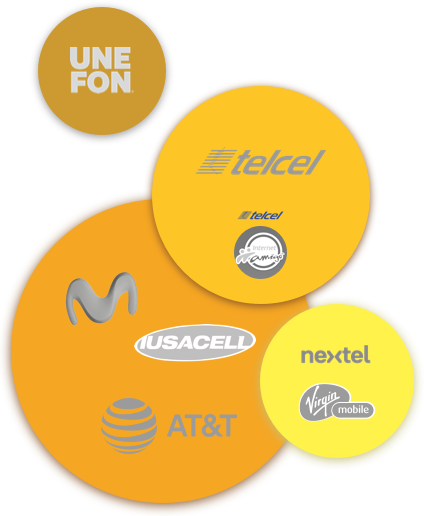 UNE
FON
telcel
telcel
internet
amigo
IUSACELL
AT&T
nextel
Virgin
mobile